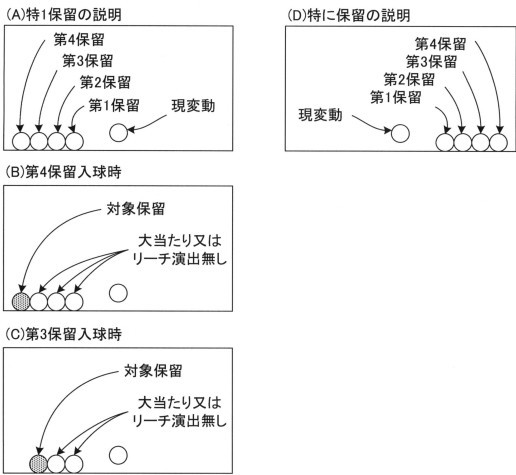 (A)特1保留の説明
第4保留
第3保留
第2保留
第1保留
現変動
(D)特に保留の説明
第4保留
第3保留
第2保留
第1保留
現変動
(B)第4保留入球時
対象保留
大当たり又は
リーチ演出無し
(C)第3保留入球時
対象保留
大当たり又は
リーチ演出無し